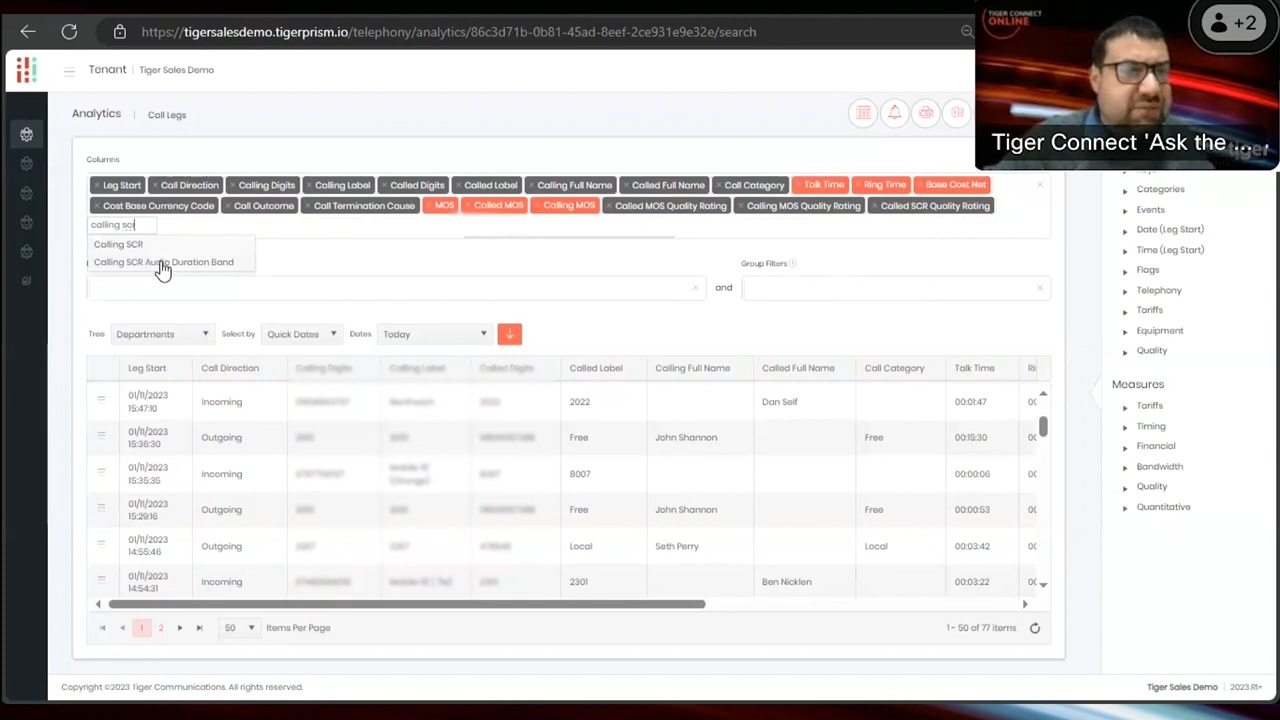 https://tigersalesdemo.tigerprism.io/telephony/analytics/86c3d71b-0b81-45ad-8eef-2ce931e9e32e/search
TIGER CONNECT
ONLINE
+2
Tiger Connect 'Ask the ...
Tenant
Tiger Sales Demo
Analytics
Call Legs
Columns
× Leg Start × Call Direction × Calling Digits × Calling Label × Called Digits × Called Label × Calling Full Name × Called Full Name × Call Category × Talk Time × Ring Time × Base Cost Net
× Cost Base Currency Code × Call Outcome × Call Termination Cause × MOS × Called MOS × Calling MOS × Called MOS Quality Rating × Calling MOS Quality Rating × Called SCR Quality Rating
calling scr
Calling SCR
Calling SCR Audio Duration Band
Group Filters
and
Tree Departments Select by Quick Dates Dates Today
Leg Start Call Direction Calling Digits Calling Label Called Digits Called Label Calling Full Name Called Full Name Call Category Talk Time
01/11/2023
15:47:10
Incoming 2022 Dan Self 00:01:47
01/11/2023
15:36:30
Outgoing Free John Shannon Free 00:15:30
01/11/2023
15:35:35
Incoming 8007 00:00:06
01/11/2023
15:29:16
Outgoing Free John Shannon Free 00:00:53
01/11/2023
14:55:46
Outgoing Local Seth Perry Local 00:03:42
01/11/2023
14:54:31
Incoming 2301 Ben Nicklen 00:03:22
1 2 50 Items Per Page 1 - 50 of 77 items
Categories
Events
Date (Leg Start)
Time (Leg Start)
Flags
Telephony
Tariffs
Equipment
Quality
Measures
Tariffs
Timing
Financial
Bandwidth
Quality
Quantitative
Copyright ©2023 Tiger Communications. All rights reserved.
Tiger Sales Demo 2023.R1+